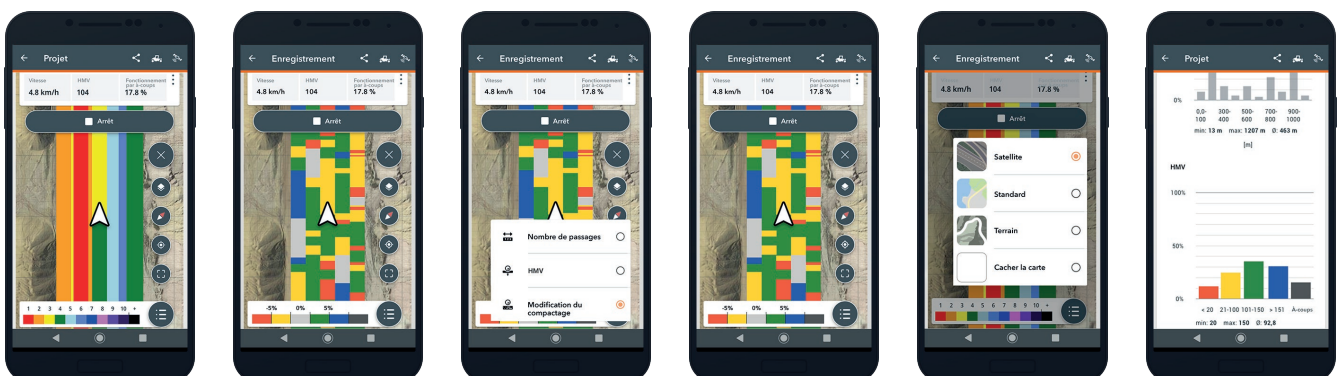 Projet
Vitesse HMV Fonctionnement par à-coups
4.8 km/h 104 17.8 %
Arrêt
1 2 3 4 5 6 7 8 9 10 +
Enregistrement
Vitesse HMV Fonctionnement par à-coups
4.8 km/h 104 17.8 %
Arrêt
-5% 0% 5%
Enregistrement
Vitesse HMV Fonctionnement par à-coups
4.8 km/h 104 17.8 %
Arrêt
Nombre de passages
HMV
Modification du
compactage
Enregistrement
Vitesse HMV Fonctionnement par à-coups
4.8 km/h 104 17.8 %
Arrêt
-5% 0% 5%
Enregistrement
Vitesse HMV Fonctionnement par à-coups
4.8 km/h 104 17.8 %
Arrêt
Satellite
Standard
Terrain
Cacher la carte
1 2 3 4 5 6 7 8 9 10 +
Projet
0%
0,0- 300- 500- 700- 900-
100 400 600 800 1000
min: 13 m max: 1207 m Ø: 463 m
[m]
HMV
100%
50%
0%
< 20 21-100 101-150 > 151 À-coups
min: 20 max: 150 Ø: 92,8